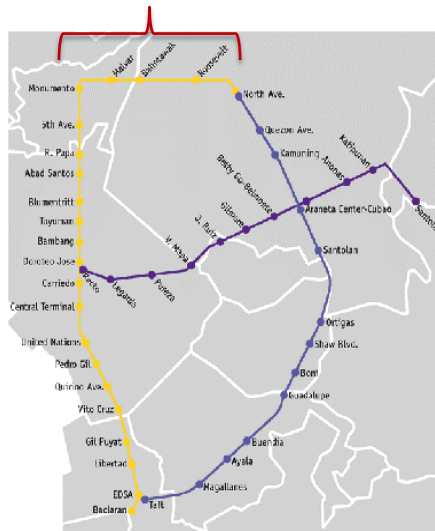 Malvar
Balintawak
Roosevelt
Monumento
North Ave.
5th Ave.
Quezon Ave.
R. Papa
Kamuning
Katipunan
Abad Santos
Anonas
Betty Go-Belmonte
Blumentritt
Gilmore
Araneta Center-Cubao
Santolan
Tayuman
J. Ruiz
Bambang
V. Mapa
Santolan
Doroteo Jose
Recto
Legarda
Pureza
Carriedo
Central Terminal
Ortigas
United Nations
Shaw Blvd.
Pedro Gil
Boni
Quirino Ave.
Guadalupe
Vito Cruz
Gil Puyat
Buendia
Libertad
Ayala
Magallanes
EDSA
Taft
Baclaran